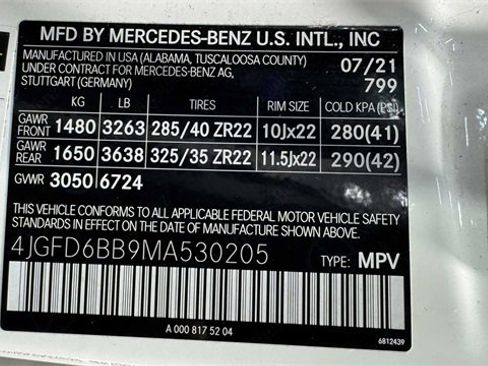 MFD BY MERCEDES-BENZ U.S. INTL., INC
MANUFACTURED IN USA (ALABAMA, TUSCALOOSA COUNTY) 07/21
UNDER CONTRACT FOR MERCEDES-BENZ AG, 799
STUTTGART (GERMANY)
KG LB TIRES RIM SIZE COLD KPA (PSI)
GAWR FRONT 1480 3263 285/40 ZR22 10Jx22 280(41)
GAWR REAR 1650 3638 325/35 ZR22 11.5Jx22 290(42)
GVWR 3050 6724
THIS VEHICLE CONFORMS TO ALL APPLICABLE FEDERAL MOTOR VEHICLE SAFETY
STANDARDS IN EFFECT ON THE DATE OF MANUFACTURE SHOWN ABOVE.
4JGFD6BB9MA530205 TYPE: MPV
A 000 817 52 04
6812439